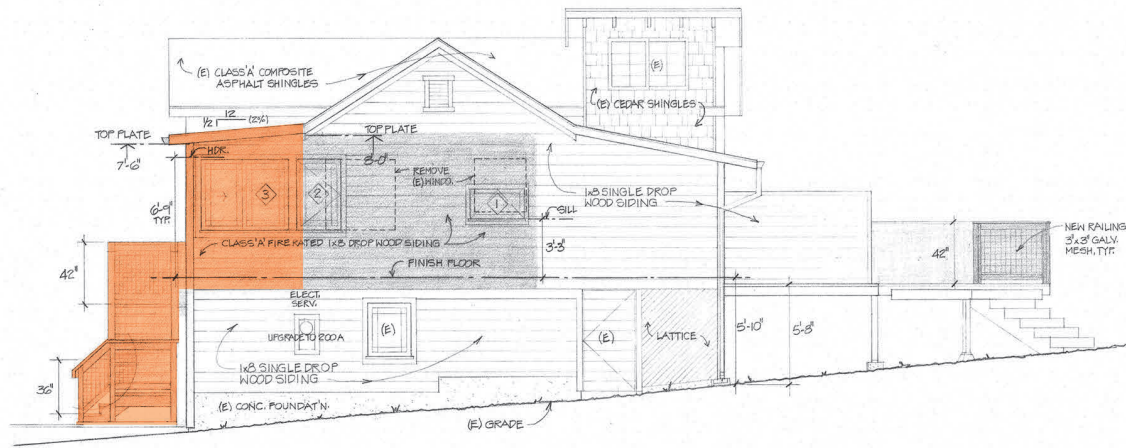 (E) CLASS 'A' COMPOSITE
ASPHALT SHINGLES
(E)
(E) CEDAR SHINGLES
12
1/2
(2%)
TOP PLATE
7'-6"
HDR.
TOP PLATE
8'-0"
REMOVE
(E) WINDO.
3
2
1
SILL
1x8 SINGLE DROP
WOOD SIDING
6'-9"
TYP.
CLASS 'A' FIRE RATED 1x8 DROP WOOD SIDING
3'-3"
FINISH FLOOR
42"
42"
NEW RAILING
3"x3" GALV.
MESH, TYP.
ELECT.
SERV.
UPGRADE TO 200A
(E)
(E)
LATTICE
5'-10"
5'-8"
1x8 SINGLE DROP
WOOD SIDING
36"
(E) CONC. FOUNDAT'N.
(E) GRADE